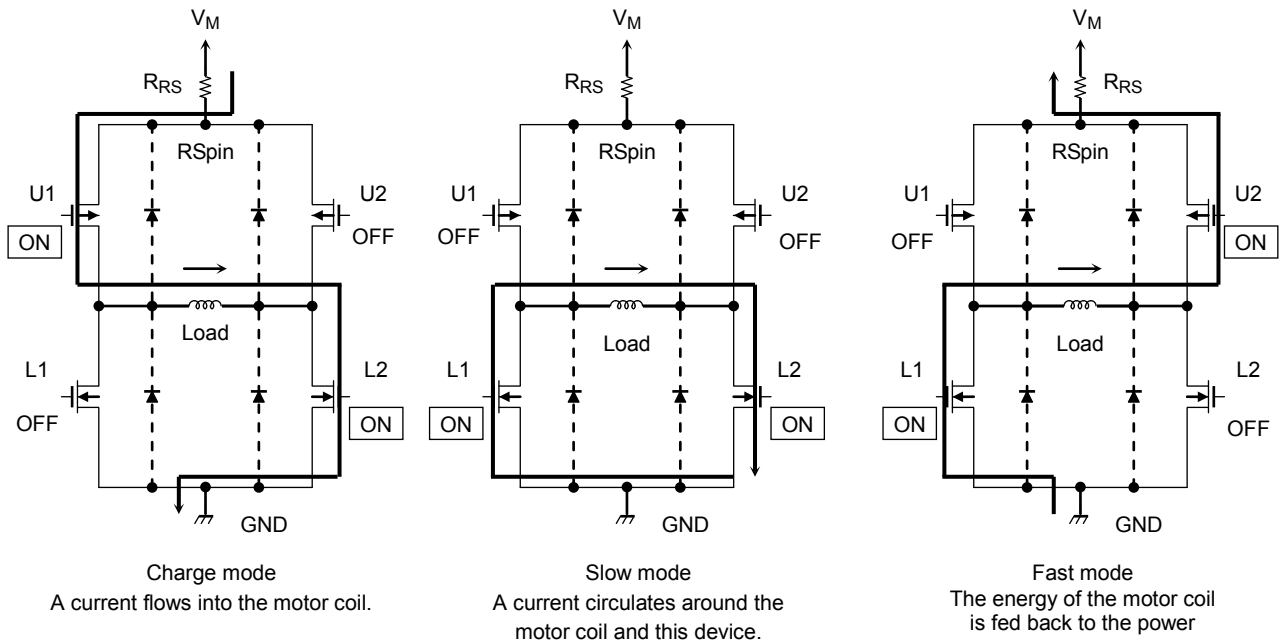 VM
RRS
RSpin
U1
ON
U2
OFF
Load
L1
OFF
L2
ON
GND
Charge mode
A current flows into the motor coil.
VM
RRS
RSpin
U1
OFF
U2
OFF
Load
L1
ON
L2
ON
GND
Slow mode
A current circulates around the
motor coil and this device.
VM
RRS
RSpin
U1
OFF
U2
ON
Load
L1
ON
L2
OFF
GND
Fast mode
The energy of the motor coil
is fed back to the power